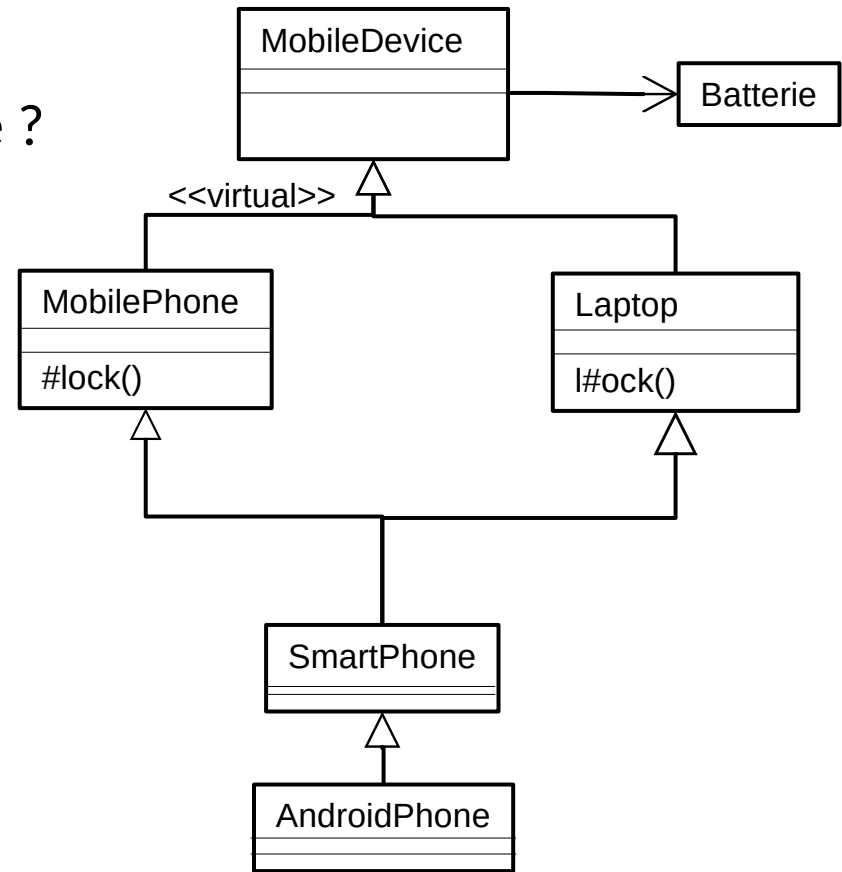 MobileDevice
Batterie
e ?
<<virtual>>
MobilePhone
#lock()
Laptop
l#ock()
SmartPhone
AndroidPhone